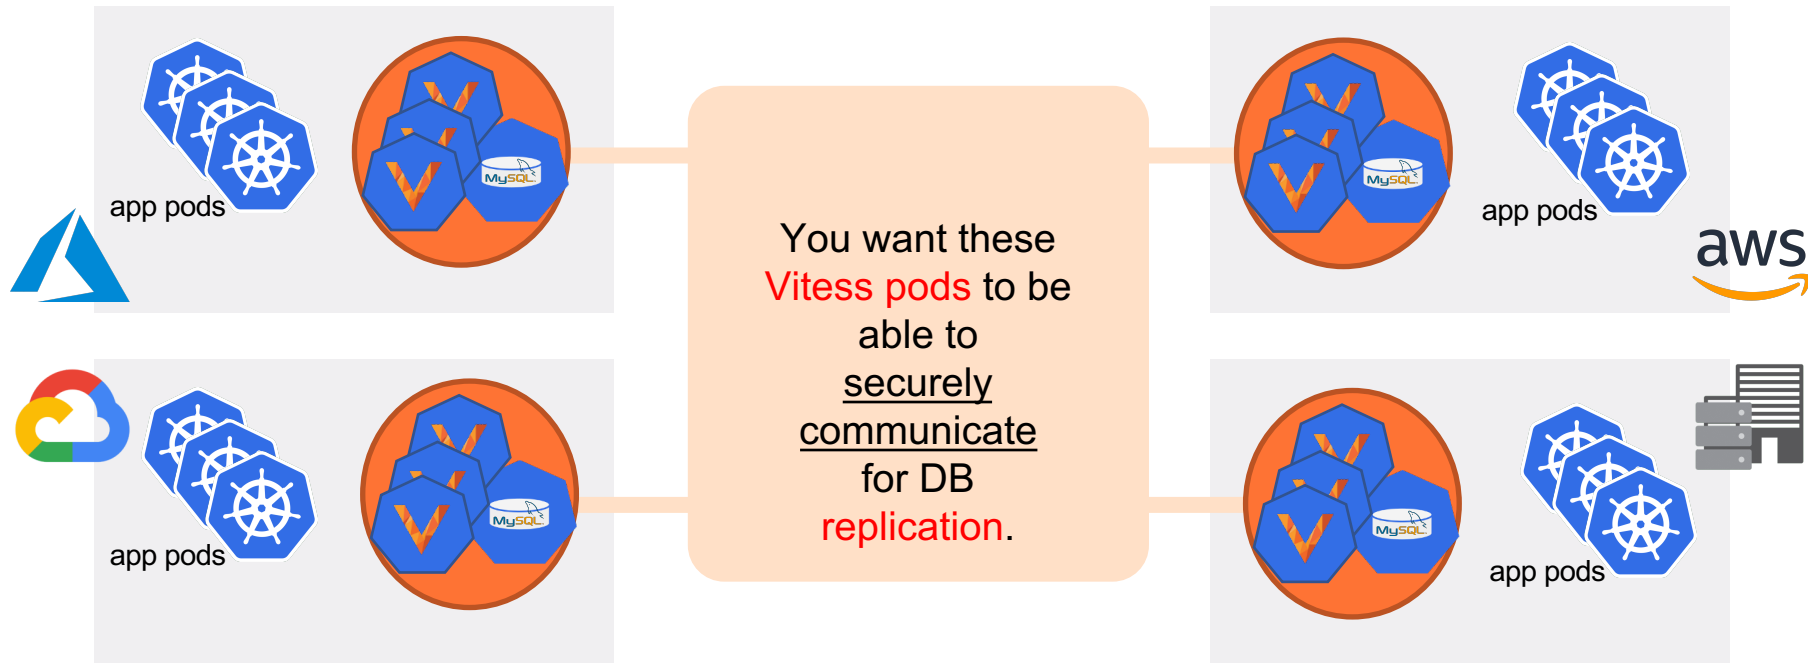 app pods
MySQL
MySQL
app pods
aws
You want these
Vitess pods to be
able to
securely
communicate
for DB
replication.
app pods
MySQL
MySQL
app pods